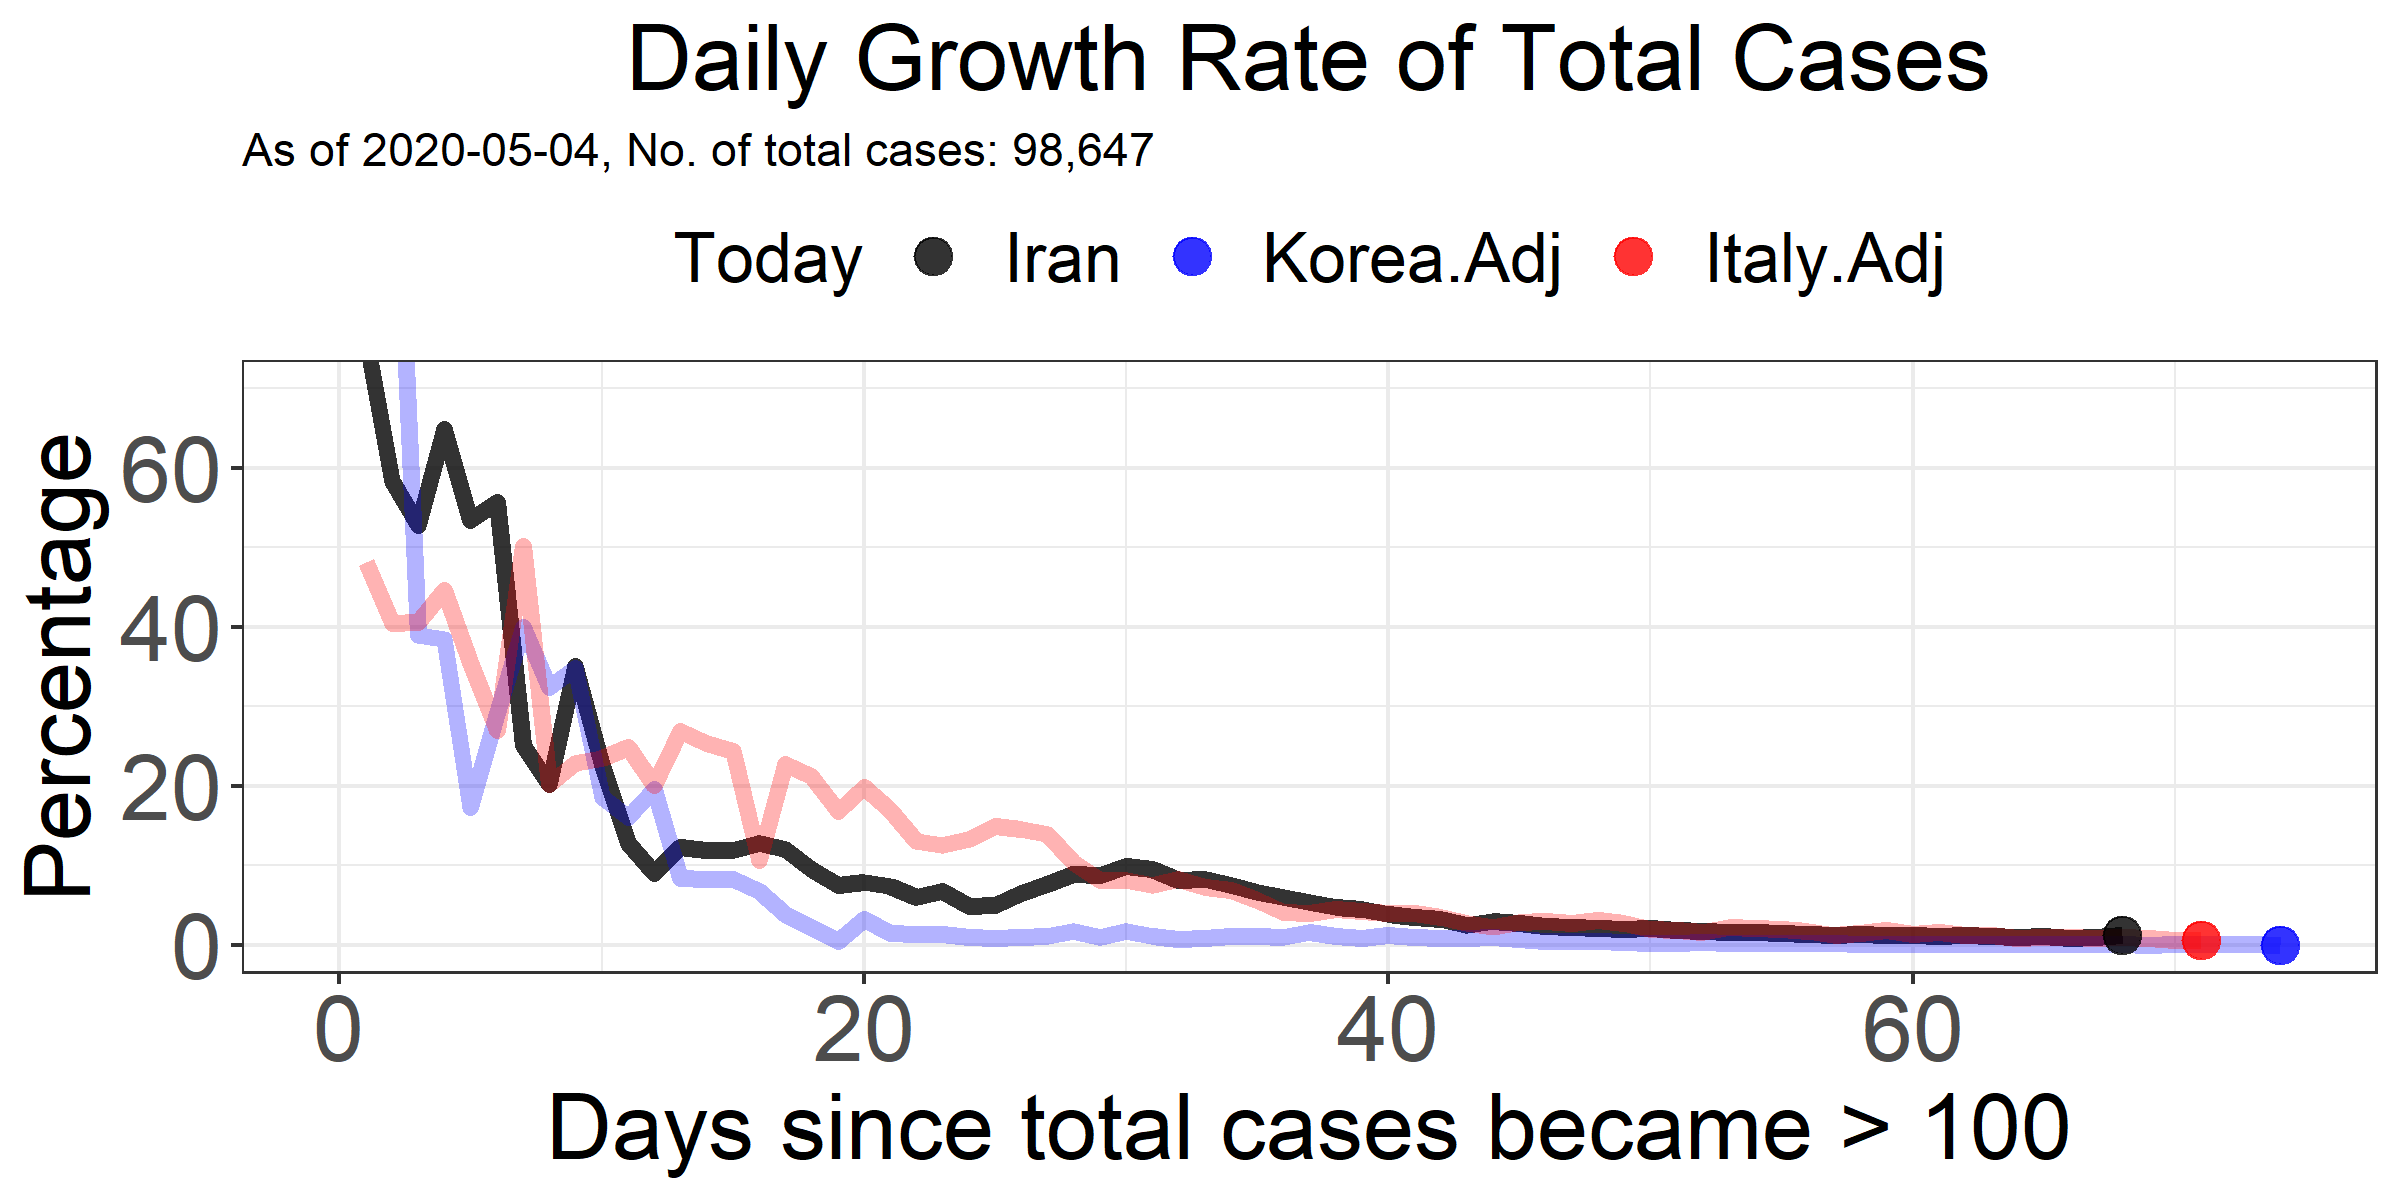 Daily Growth Rate of Total Cases
As of 2020-05-04, No. of total cases: 98,647
Today Iran Korea.Adj Italy.Adj
Percentage
60
40
20
0
0 20 40 60
Days since total cases became > 100